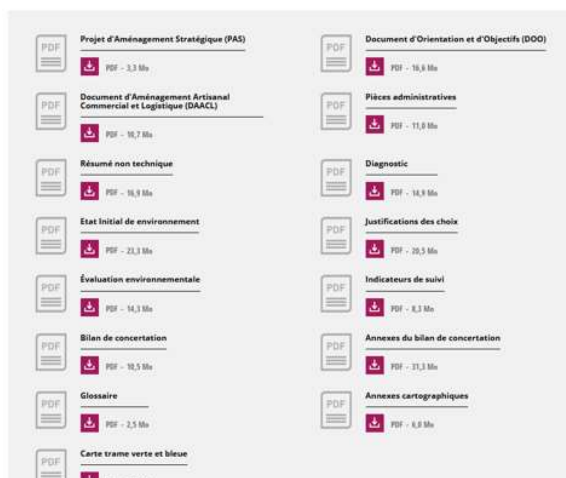 PDF
Projet d'Aménagement Stratégique (PAS)
PDF - 3,3 Mo
PDF
Document d'Orientation et d'Objectifs (DOO)
PDF - 16,6 Mo
PDF
Document d'Aménagement Artisanal
Commercial et Logistique (DAACL)
PDF - 10,7 Mo
PDF
Pièces administratives
PDF - 11,0 Mo
PDF
Résumé non technique
PDF - 16,9 Mo
PDF
Diagnostic
PDF - 14,9 Mo
PDF
Etat Initial de environnement
PDF - 23,3 Mo
PDF
Justifications des choix
PDF - 20,5 Mo
PDF
Évaluation environnementale
PDF - 14,3 Mo
PDF
Indicateurs de suivi
PDF - 8,3 Mo
PDF
Bilan de concertation
PDF - 10,5 Mo
PDF
Annexes du bilan de concertation
PDF - 31,3 Mo
PDF
Glossaire
PDF - 2,5 Mo
PDF
Annexes cartographiques
PDF - 6,8 Mo
PDF
Carte trame verte et bleue